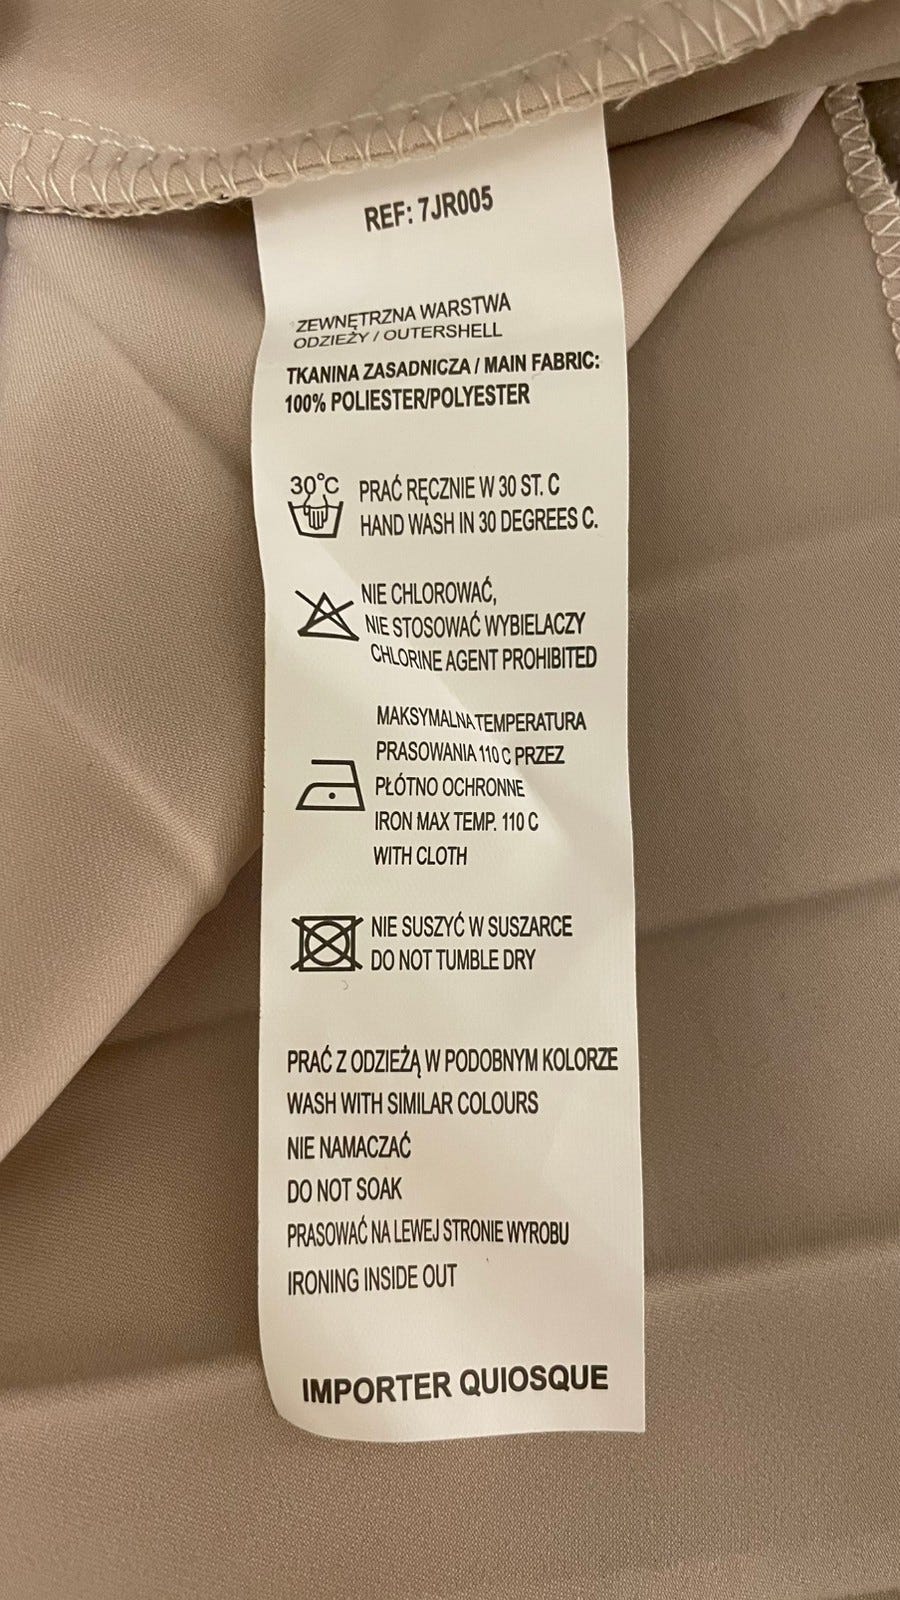 REF: 7JR005
ZEWNĘTRZNA WARSTWA
ODZIEŻY / OUTERSHELL
TKANINA ZASADNICZA / MAIN FABRIC:
100% POLIESTER/POLYESTER
30°C
PRAĆ RĘCZNIE W 30 ST. C
HAND WASH IN 30 DEGREES C.
NIE CHLOROWAĆ,
NIE STOSOWAĆ WYBIELACZY
CHLORINE AGENT PROHIBITED
MAKSYMALNA TEMPERATURA
PRASOWANIA 110 C PRZEZ
PŁÓTNO OCHRONNE
IRON MAX TEMP. 110 C
WITH CLOTH
NIE SUSZYĆ W SUSZARCE
DO NOT TUMBLE DRY
PRAĆ Z ODZIEŻĄ W PODOBNYM KOLORZE
WASH WITH SIMILAR COLOURS
NIE NAMACZAĆ
DO NOT SOAK
PRASOWAĆ NA LEWEJ STRONIE WYROBU
IRONING INSIDE OUT
IMPORTER QUIOSQUE